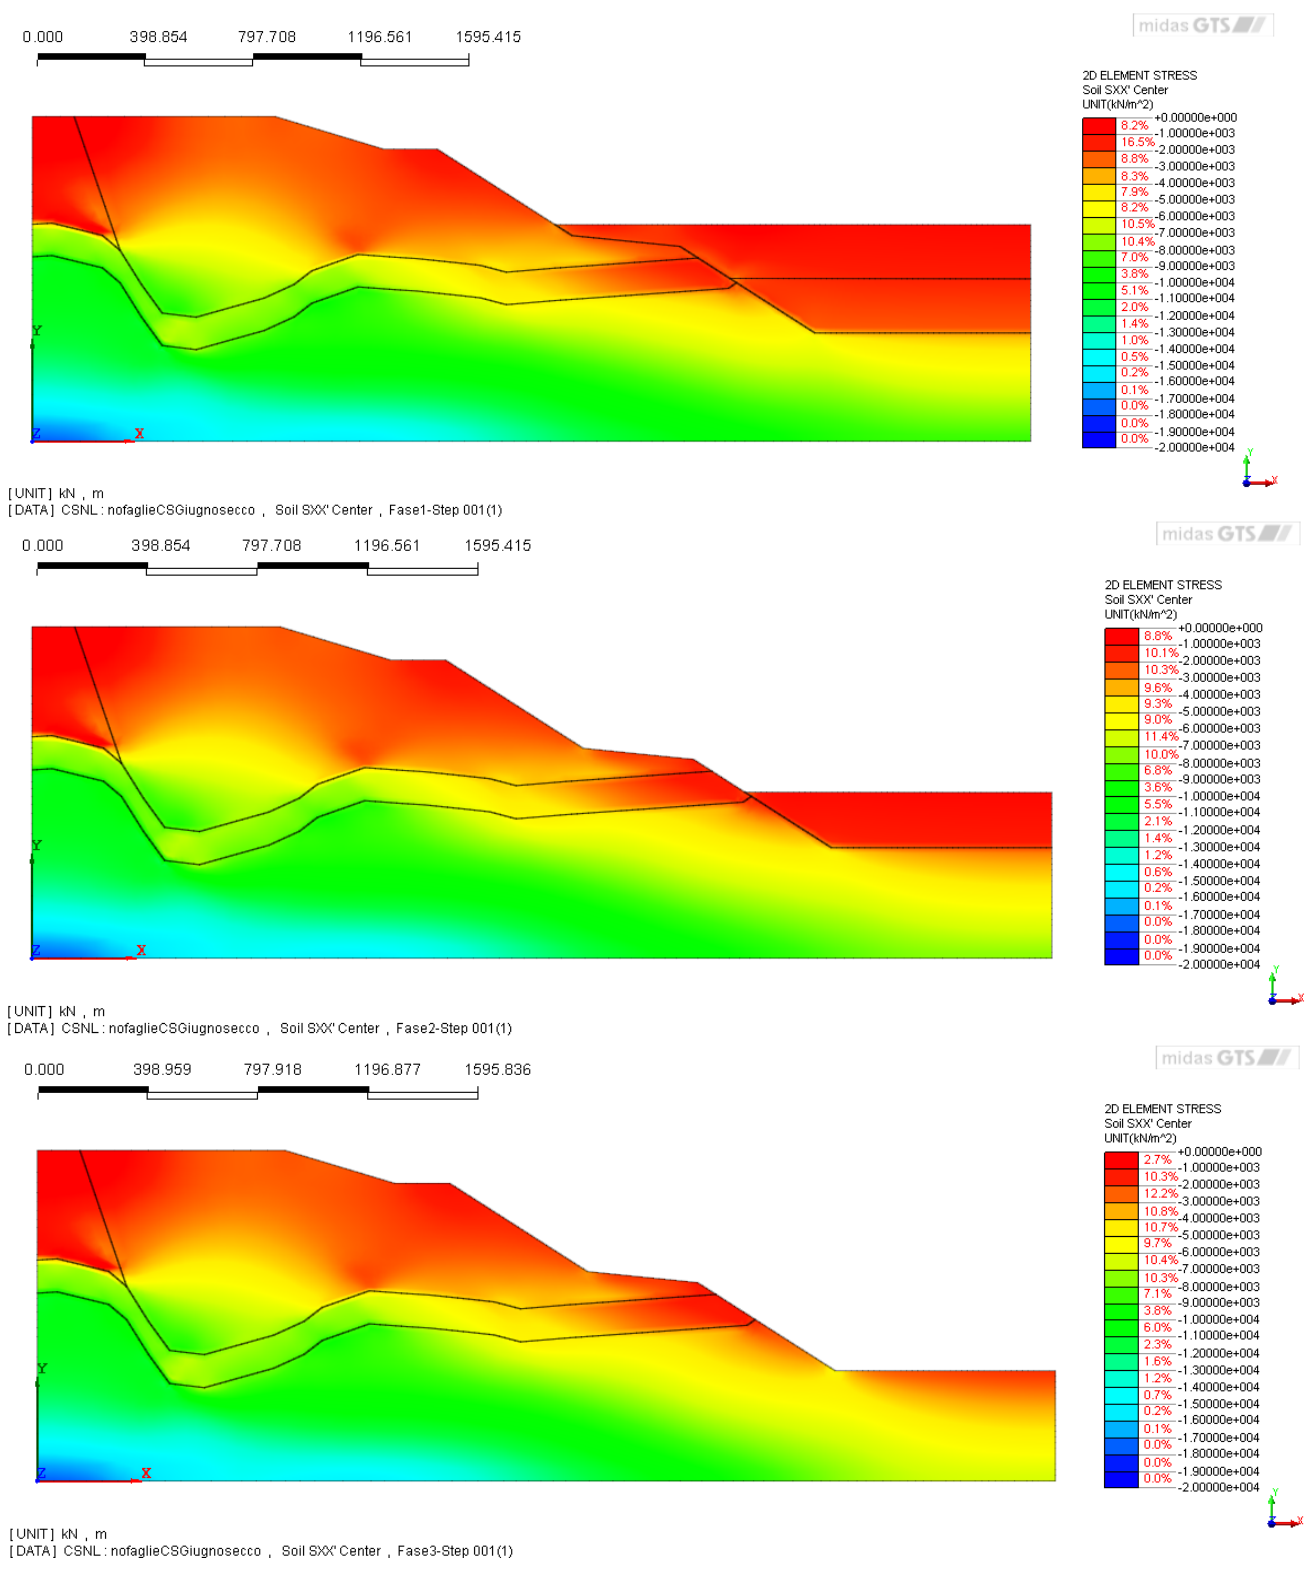 midas GTS
0.000 398.854 797.708 1196.561 1595.415
2D ELEMENT STRESS
Soil SXX' Center
UNIT(kN/m^2)
+0.00000e+000
8.2%
-1.00000e+003
16.5%
-2.00000e+003
8.8%
-3.00000e+003
8.3%
-4.00000e+003
7.9%
-5.00000e+003
8.2%
-6.00000e+003
10.5%
-7.00000e+003
10.4%
-8.00000e+003
7.0%
-9.00000e+003
3.8%
-1.00000e+004
5.1%
-1.10000e+004
2.0%
-1.20000e+004
1.4%
-1.30000e+004
1.0%
-1.40000e+004
0.5%
-1.50000e+004
0.2%
-1.60000e+004
0.1%
-1.70000e+004
0.0%
-1.80000e+004
0.0%
-1.90000e+004
0.0%
-2.00000e+004
Y
Z X
Y
Z X
[UNIT] kN , m
[DATA] CSNL : nofaglieCSGiugnosecco , Soil SXX' Center , Fase1-Step 001(1)
midas GTS
0.000 398.854 797.708 1196.561 1595.415
2D ELEMENT STRESS
Soil SXX' Center
UNIT(kN/m^2)
+0.00000e+000
8.8%
-1.00000e+003
10.1%
-2.00000e+003
10.3%
-3.00000e+003
9.6%
-4.00000e+003
9.3%
-5.00000e+003
9.0%
-6.00000e+003
11.4%
-7.00000e+003
10.0%
-8.00000e+003
6.8%
-9.00000e+003
3.6%
-1.00000e+004
5.5%
-1.10000e+004
2.1%
-1.20000e+004
1.4%
-1.30000e+004
1.2%
-1.40000e+004
0.6%
-1.50000e+004
0.2%
-1.60000e+004
0.1%
-1.70000e+004
0.0%
-1.80000e+004
0.0%
-1.90000e+004
0.0%
-2.00000e+004
Y
Z X
Y
Z X
[UNIT] kN , m
[DATA] CSNL : nofaglieCSGiugnosecco , Soil SXX' Center , Fase2-Step 001(1)
midas GTS
0.000 398.959 797.918 1196.877 1595.836
2D ELEMENT STRESS
Soil SXX' Center
UNIT(kN/m^2)
+0.00000e+000
2.7%
-1.00000e+003
10.3%
-2.00000e+003
12.2%
-3.00000e+003
10.8%
-4.00000e+003
10.7%
-5.00000e+003
9.7%
-6.00000e+003
10.4%
-7.00000e+003
10.3%
-8.00000e+003
7.1%
-9.00000e+003
3.8%
-1.00000e+004
6.0%
-1.10000e+004
2.3%
-1.20000e+004
1.6%
-1.30000e+004
1.2%
-1.40000e+004
0.7%
-1.50000e+004
0.2%
-1.60000e+004
0.1%
-1.70000e+004
0.0%
-1.80000e+004
0.0%
-1.90000e+004
0.0%
-2.00000e+004
Y
Z X
Y
Z X
[UNIT] kN , m
[DATA] CSNL : nofaglieCSGiugnosecco , Soil SXX' Center , Fase3-Step 001(1)